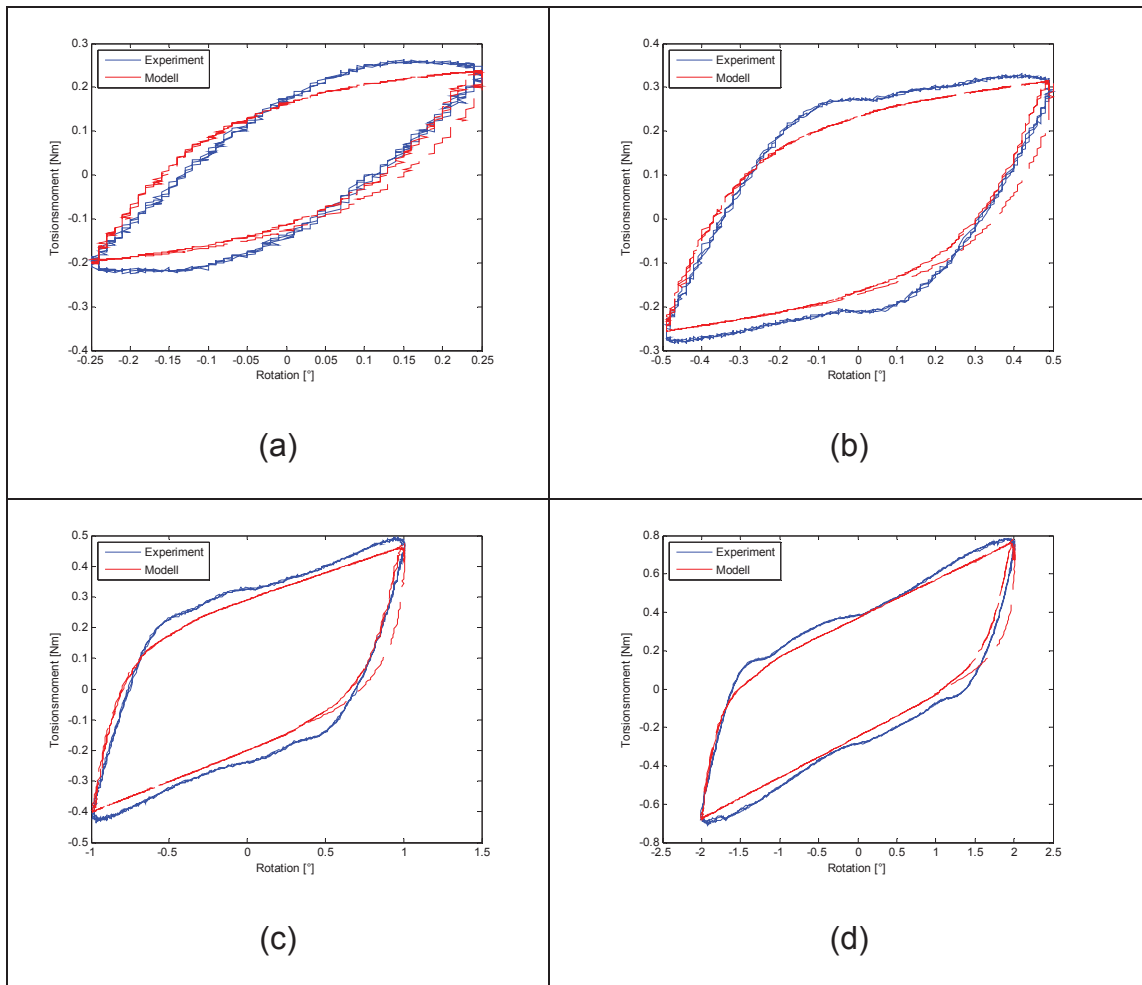 0.3
0.2
0.1
0
-0.1
-0.2
-0.3
-0.4
Torsionsmoment [Nm]
Experiment
Modell
-0.25 -0.2 -0.15 -0.1 -0.05 0 0.05 0.1 0.15 0.2 0.25
Rotation [°]
(a)
0.4
0.3
0.2
0.1
0
-0.1
-0.2
-0.3
Torsionsmoment [Nm]
Experiment
Modell
-0.5 -0.4 -0.3 -0.2 -0.1 0 0.1 0.2 0.3 0.4 0.5
Rotation [°]
(b)
0.5
0.4
0.3
0.2
0.1
0
-0.1
-0.2
-0.3
-0.4
-0.5
Torsionsmoment [Nm]
Experiment
Modell
-1 -0.5 0 0.5 1 1.5
Rotation [°]
(c)
0.8
0.6
0.4
0.2
0
-0.2
-0.4
-0.6
-0.8
Torsionsmoment [Nm]
Experiment
Modell
-2.5 -2 -1.5 -1 -0.5 0 0.5 1 1.5 2 2.5
Rotation [°]
(d)